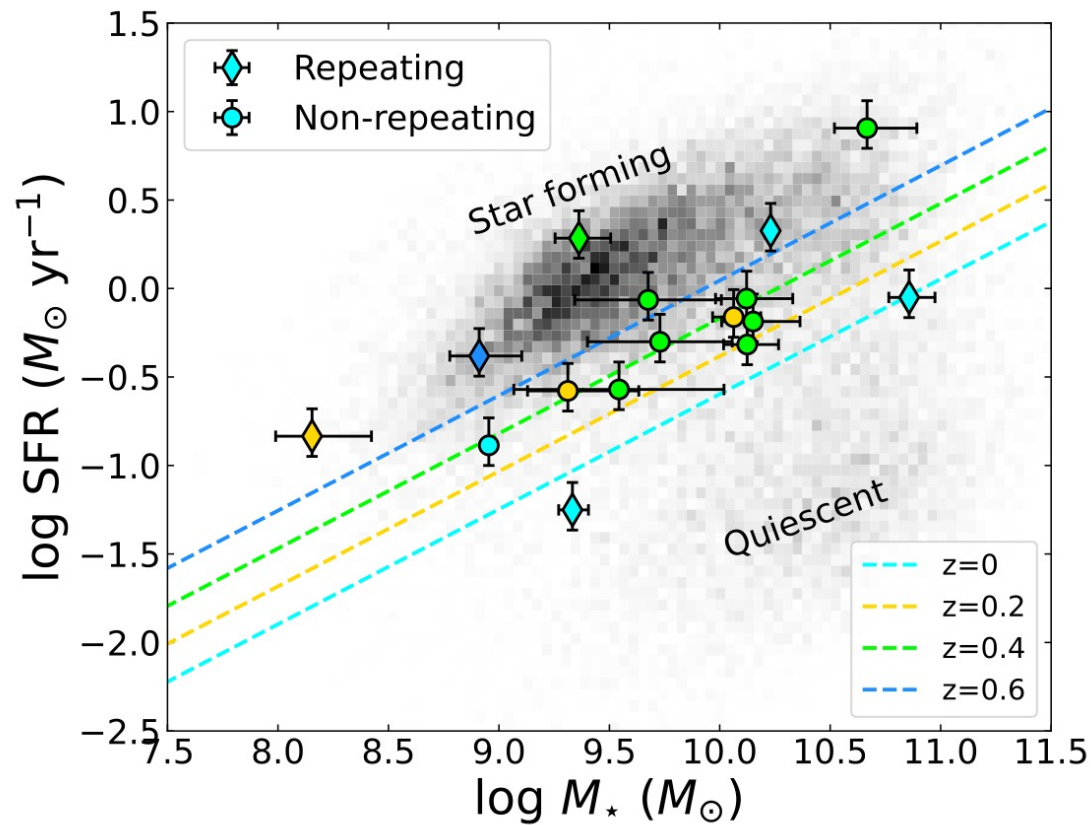 1.5
1.0
0.5
0.0
−0.5
−1.0
−1.5
−2.0
−2.5
log SFR (M⊙ yr−1)
Repeating
Non-repeating
Star forming
Quiescent
z=0
z=0.2
z=0.4
z=0.6
7.5 8.0 8.5 9.0 9.5 10.0 10.5 11.0 11.5
log M⋆ (M⊙)